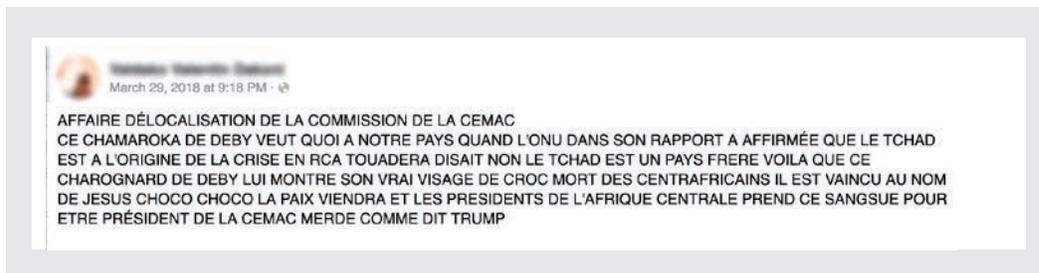 March 29, 2018 at 9:18 PM ·
AFFAIRE DÉLOCALISATION DE LA COMMISSION DE LA CEMAC
CE CHAMAROKA DE DEBY VEUT QUOI A NOTRE PAYS QUAND L'ONU DANS SON RAPPORT A AFFIRMÉE QUE LE TCHAD
EST A L'ORIGINE DE LA CRISE EN RCA TOUADERA DISAIT NON LE TCHAD EST UN PAYS FRERE VOILA QUE CE
CHAROGNARD DE DEBY LUI MONTRE SON VRAI VISAGE DE CROC MORT DES CENTRAFRICAINS IL EST VAINCU AU NOM
DE JESUS CHOCO CHOCO LA PAIX VIENDRA ET LES PRESIDENTS DE L'AFRIQUE CENTRALE PREND CE SANGSUE POUR
ETRE PRÉSIDENT DE LA CEMAC MERDE COMME DIT TRUMP